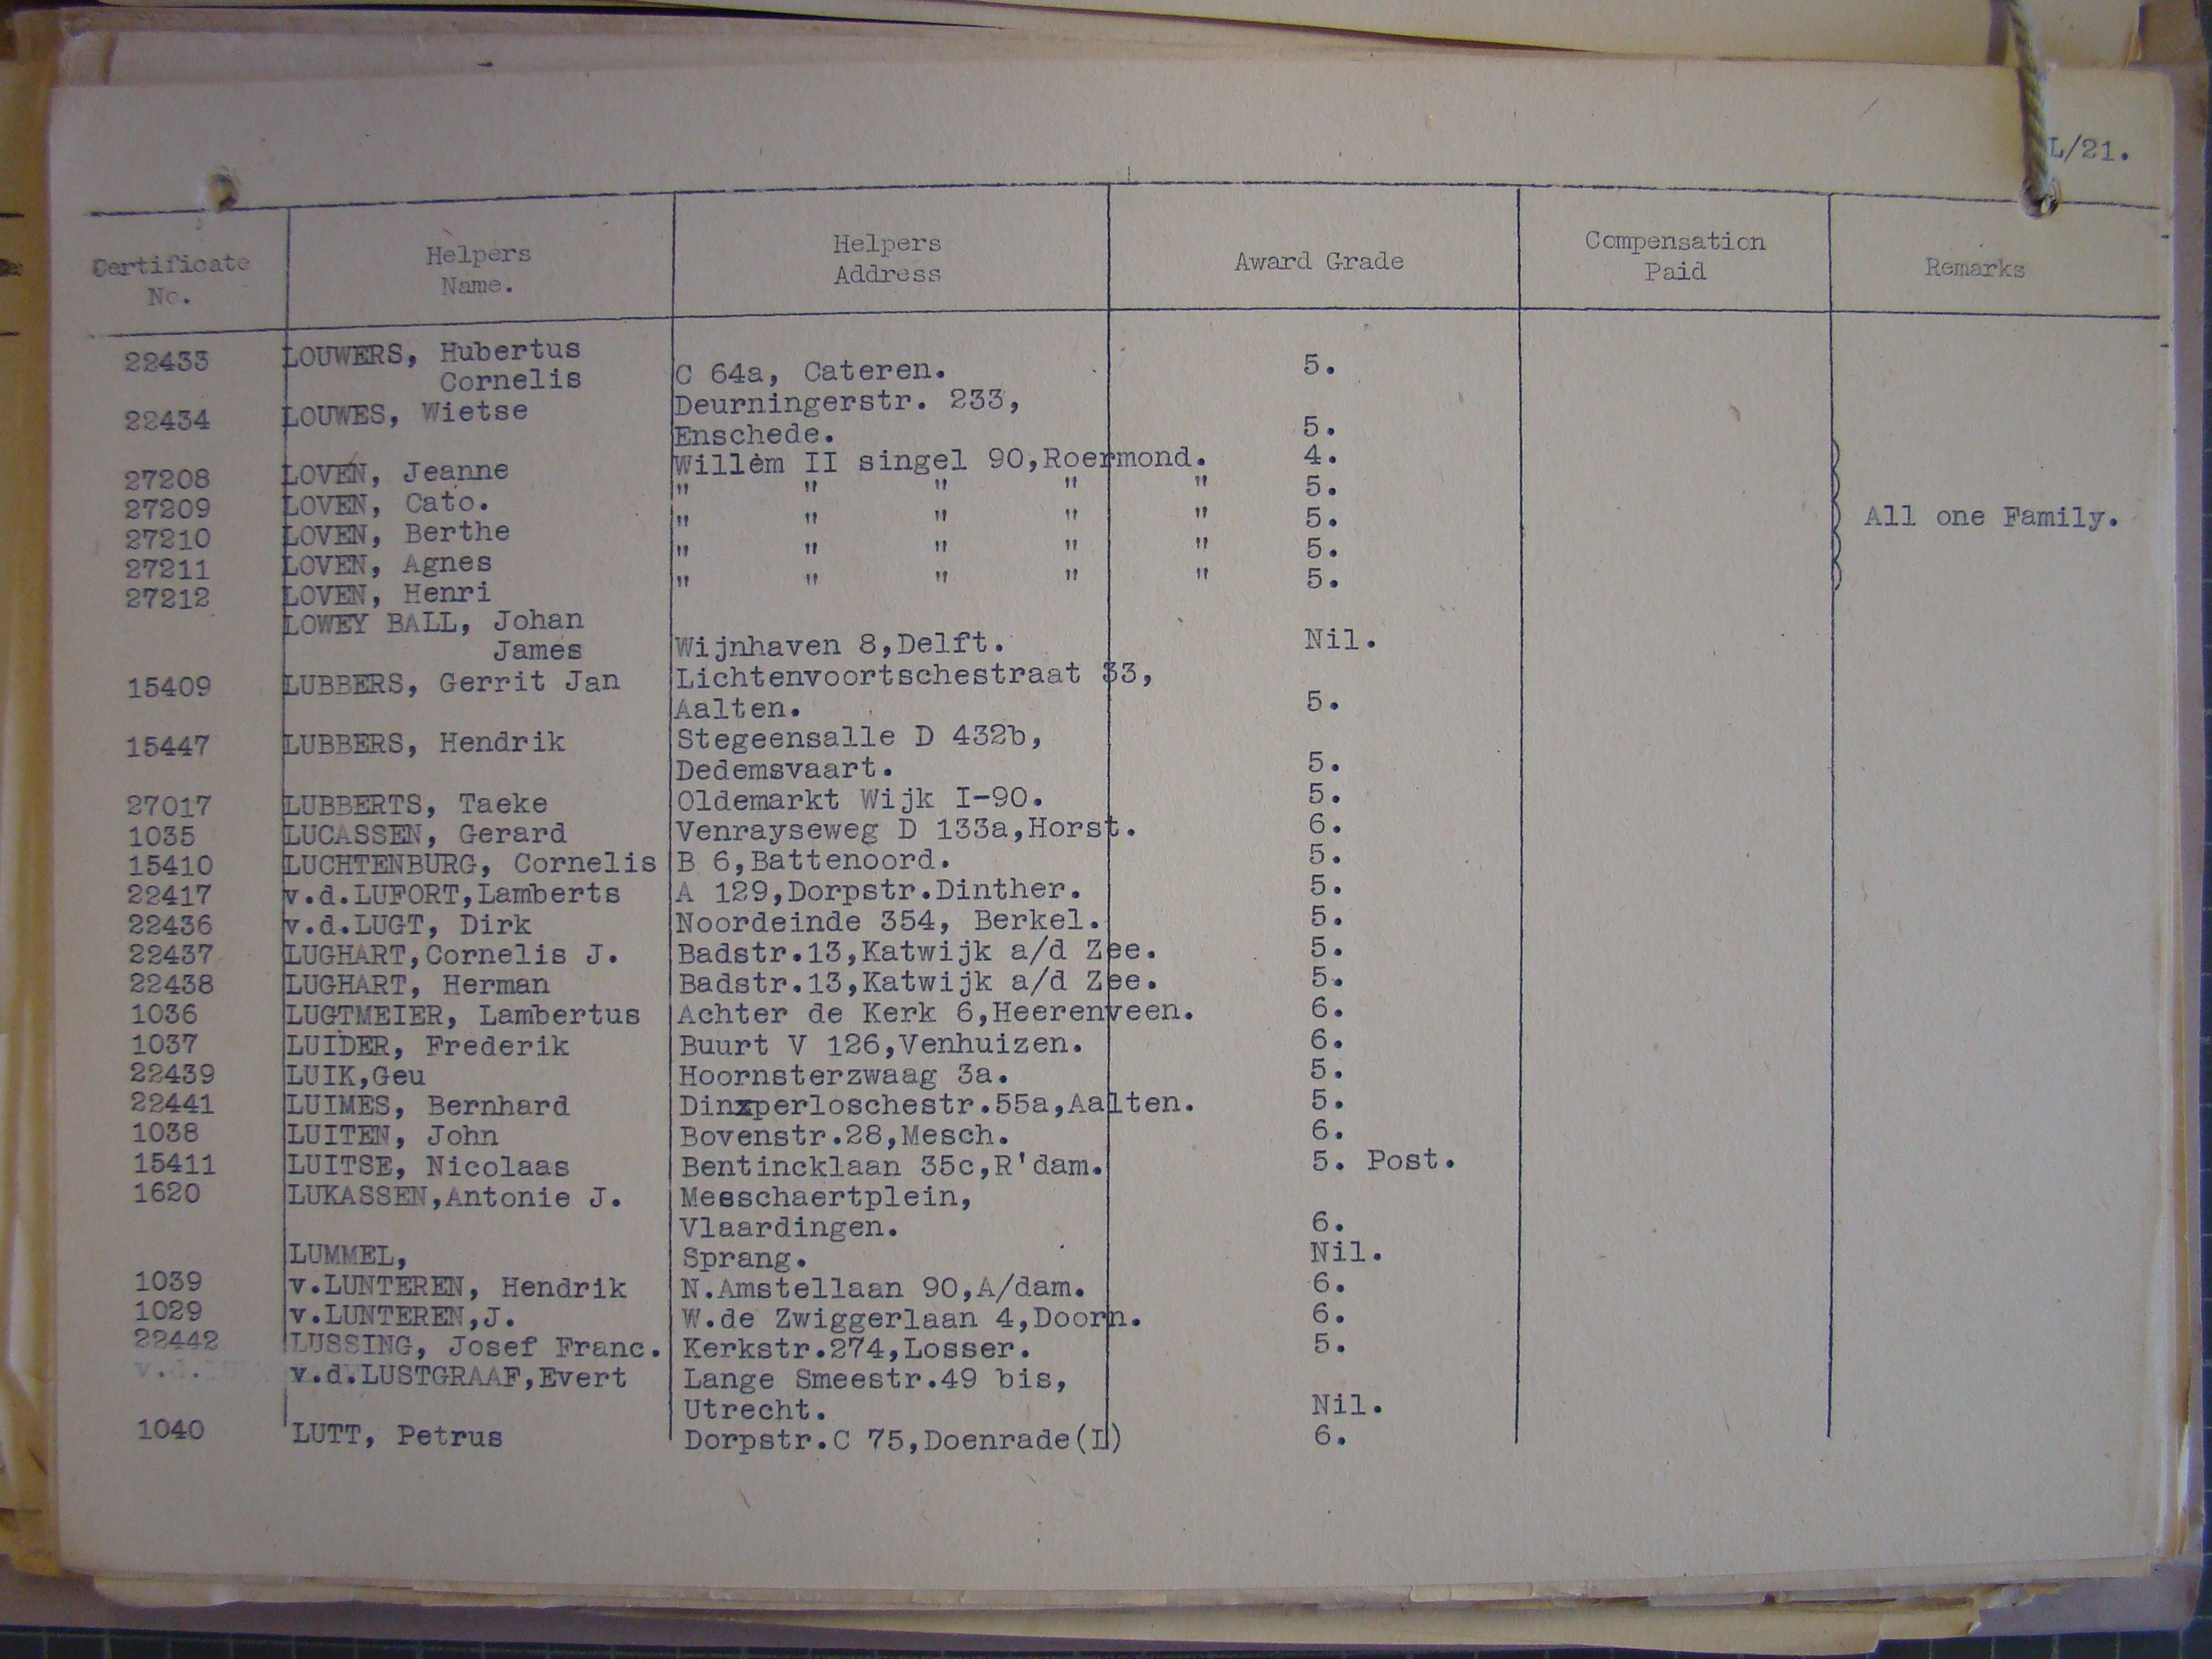 L/21.
Certificate No. Helpers Name. Helpers Address Award Grade Compensation Paid Remarks
22433 LOUWERS, Hubertus
Cornelis C 64a, Cateren. 5.
22434 LOUWES, Wietse Deurningerstr. 233,
Enschede. 5.
27208 LOVEN, Jeanne Willem II singel 90,Roermond. 4.
27209 LOVEN, Cato. " " " " " 5.
27210 LOVEN, Berthe " " " " " 5. All one Family.
27211 LOVEN, Agnes " " " " " 5.
27212 LOVEN, Henri " " " " " 5.
LOWEY BALL, Johan
James Wijnhaven 8,Delft. Nil.
15409 LUBBERS, Gerrit Jan Lichtenvoortschestraat 33,
Aalten. 5.
15447 LUBBERS, Hendrik Stegeensalle D 432b,
Dedemsvaart. 5.
27017 LUBBERTS, Taeke Oldemarkt Wijk I-90. 5.
1035 LUCASSEN, Gerard Venrayseweg D 133a,Horst. 6.
15410 LUCHTENBURG, Cornelis B 6,Battenoord. 5.
22417 v.d.LUFORT,Lamberts A 129,Dorpstr.Dinther. 5.
22436 v.d.LUGT, Dirk Noordeinde 354, Berkel. 5.
22437 LUGHART,Cornelis J. Badstr.13,Katwijk a/d Zee. 5.
22438 LUGHART, Herman Badstr.13,Katwijk a/d Zee. 5.
1036 LUGTMEIER, Lambertus Achter de Kerk 6,Heerenveen. 6.
1037 LUIDER, Frederik Buurt V 126,Venhuizen. 6.
22439 LUIK,Geu Hoornsterzwaag 3a. 5.
22441 LUIMES, Bernhard Dinxperloschestr.55a,Aalten. 5.
1038 LUITEN, John Bovenstr.28,Mesch. 6.
15411 LUITSE, Nicolaas Bentincklaan 35c,R'dam. 5. Post.
1620 LUKASSEN,Antonie J. Messchaertplein,
Vlaardingen. 6.
LUMMEL, Sprang. Nil.
1039 v.LUNTEREN, Hendrik N.Amstellaan 90,A/dam. 6.
1029 v.LUNTEREN,J. W.de Zwiggerlaan 4,Doorn. 6.
22442 LUSSING, Josef Franc. Kerkstr.274,Losser. 5.
v.d.LUSTGRAAF,Evert Lange Smeestr.49 bis,
Utrecht. Nil.
1040 LUTT, Petrus Dorpstr.C 75,Doenrade(L) 6.